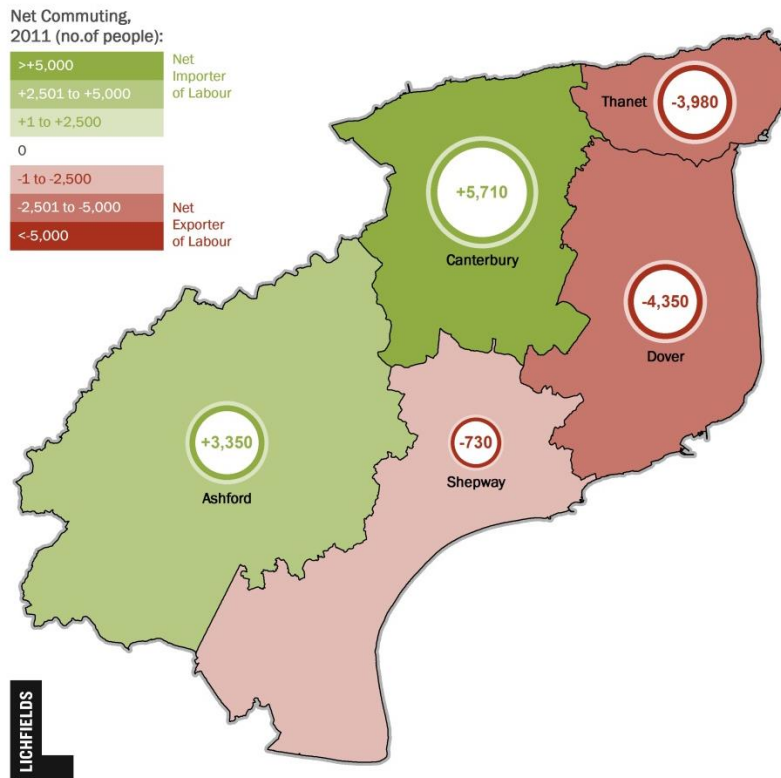 Net Commuting,
2011 (no.of people):
>+5,000
+2,501 to +5,000
+1 to +2,500
0
-1 to -2,500
-2,501 to -5,000
<-5,000
Net
Importer
of Labour
Net
Exporter
of Labour
Thanet
-3,980
+5,710
Canterbury
-4,350
Dover
+3,350
Ashford
-730
Shepway
LICHFIELDS